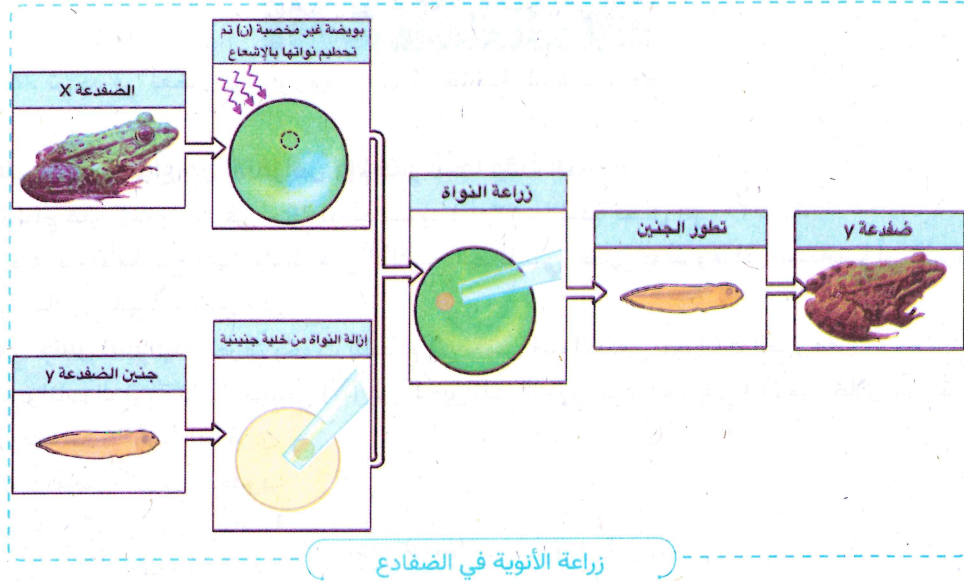 بويضة غير مخصبة (ن) تم
تحطيم نواتها بالإشعاع
الضفدعة X
زراعة النواة
تطور الجنين
ضفدعة y
إزالة النواة من خلية جنينية
جنين الضفدعة y
زراعة الأنوية في الضفادع